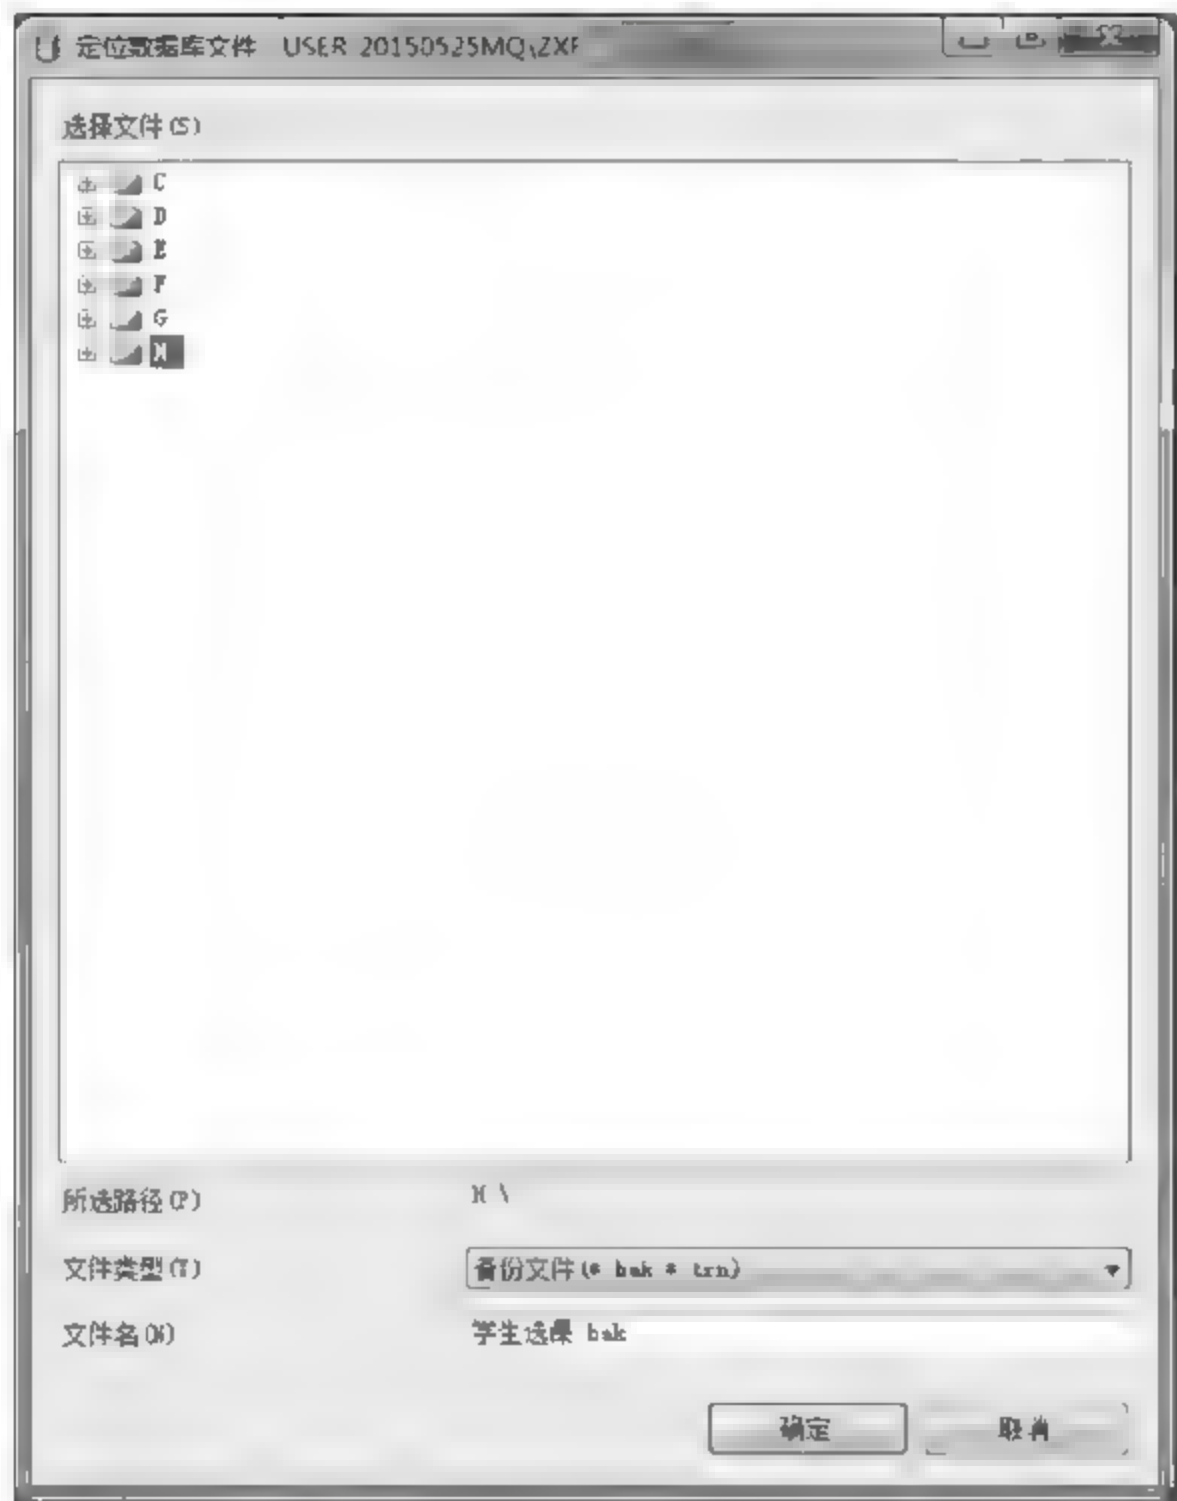 定位数据库文件 USER 20150525MQ\ZXF
选择文件(S)
C
D
E
F
G
所选路径(P)
文件类型(T)
备份文件(* bak * trn)
文件名(N)
学生选课 bak
确定
取消